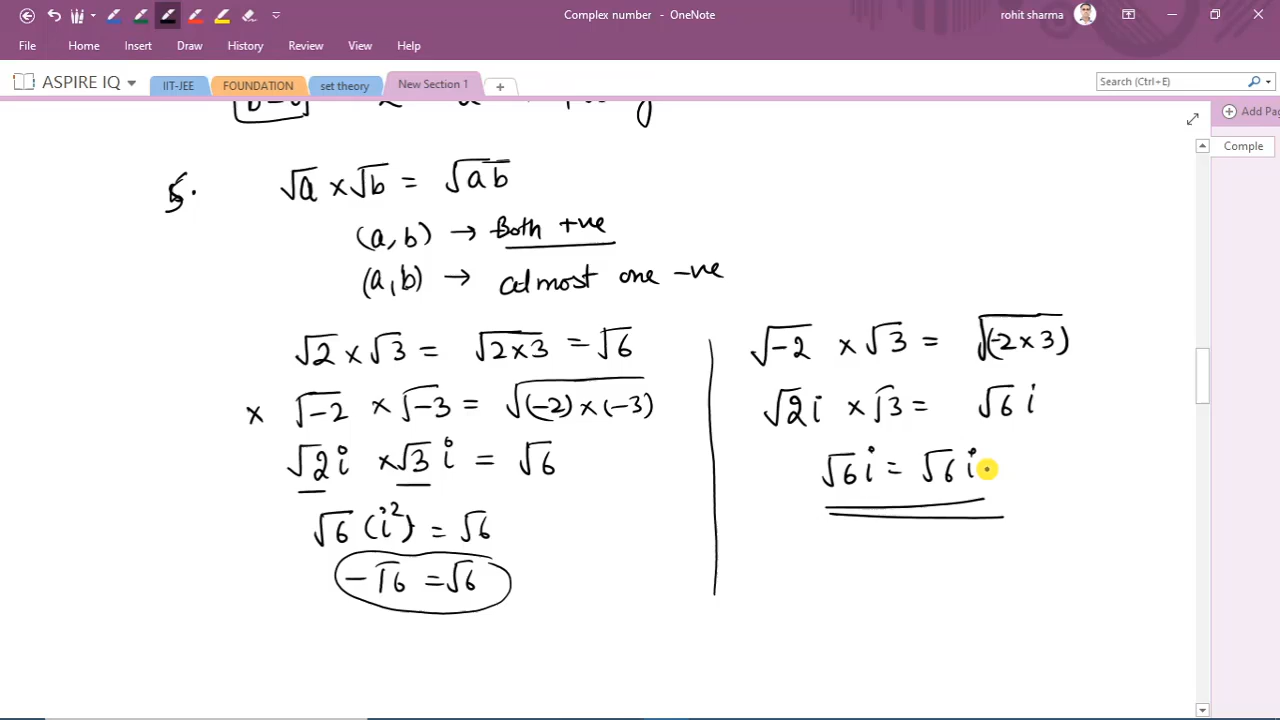 Complex number - OneNote
rohit sharma
File Home Insert Draw History Review View Help
ASPIRE IQ IIT-JEE FOUNDATION set theory New Section 1 +
Search (Ctrl+E)
Add Pag
Comple
5. √a × √b = √ab
(a, b) → Both +ve
(a, b) → atmost one -ve
√2 × √3 = √2×3 = √6
× √-2 × √-3 = √(-2) × (-3)
√2 i × √3 i = √6
√6 (i²) = √6
-√6 = √6
√-2 × √3 = √(-2 × 3)
√2 i × √3 = √6 i
√6 i = √6 i